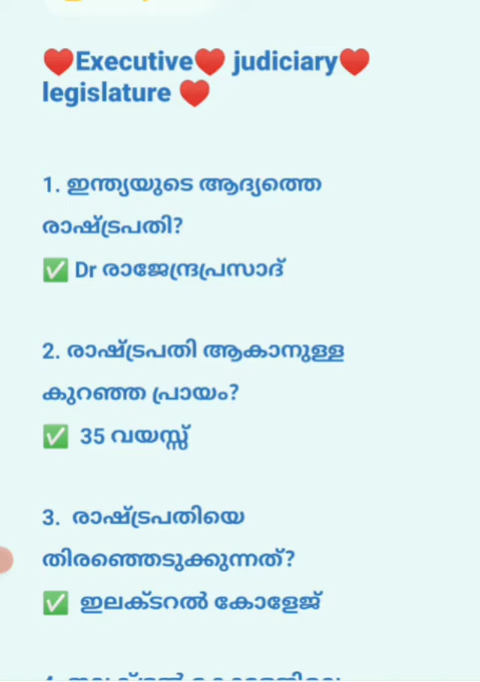 ♥️Executive♥️ judiciary♥️
legislature ♥️
1. ഇന്ത്യയുടെ ആദ്യത്തെ
രാഷ്ട്രപതി?
✅ Dr രാജേന്ദ്രപ്രസാദ്
2. രാഷ്ട്രപതി ആകാനുള്ള
കുറഞ്ഞ പ്രായം?
✅ 35 വയസ്സ്
3. രാഷ്ട്രപതിയെ
തിരഞ്ഞെടുക്കുന്നത്?
✅ ഇലക്ടറൽ കോളേജ്